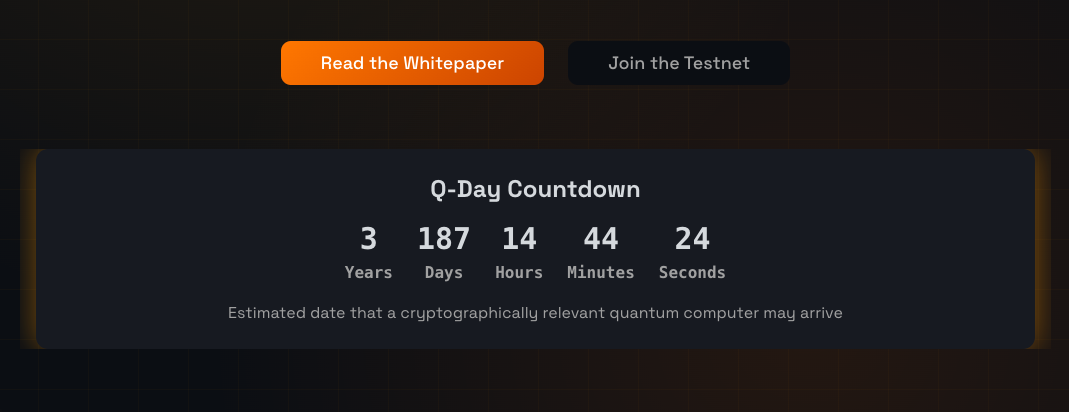 Read the Whitepaper Join the Testnet
Q-Day Countdown
3 187 14 44 24
Years Days Hours Minutes Seconds
Estimated date that a cryptographically relevant quantum computer may arrive